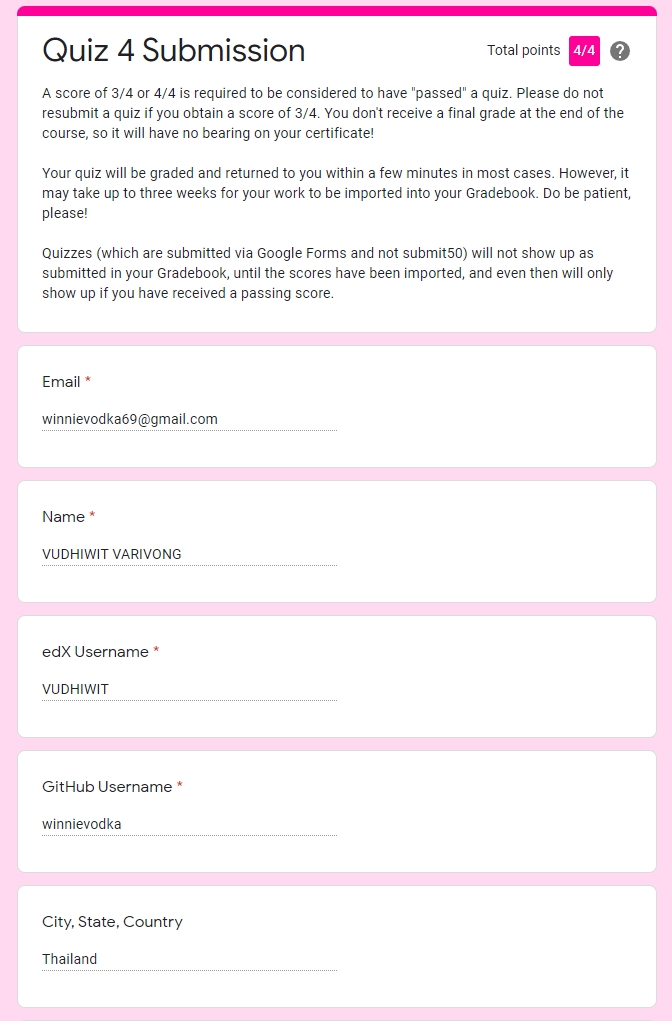 Quiz 4 Submission
Total points 4/4 ?
A score of 3/4 or 4/4 is required to be considered to have "passed" a quiz. Please do not
resubmit a quiz if you obtain a score of 3/4. You don't receive a final grade at the end of the
course, so it will have no bearing on your certificate!
Your quiz will be graded and returned to you within a few minutes in most cases. However, it
may take up to three weeks for your work to be imported into your Gradebook. Do be patient,
please!
Quizzes (which are submitted via Google Forms and not submit50) will not show up as
submitted in your Gradebook, until the scores have been imported, and even then will only
show up if you have received a passing score.
Email *
winnievodka69@gmail.com
Name *
VUDHIWIT VARIVONG
edX Username *
VUDHIWIT
GitHub Username *
winnievodka
City, State, Country
Thailand